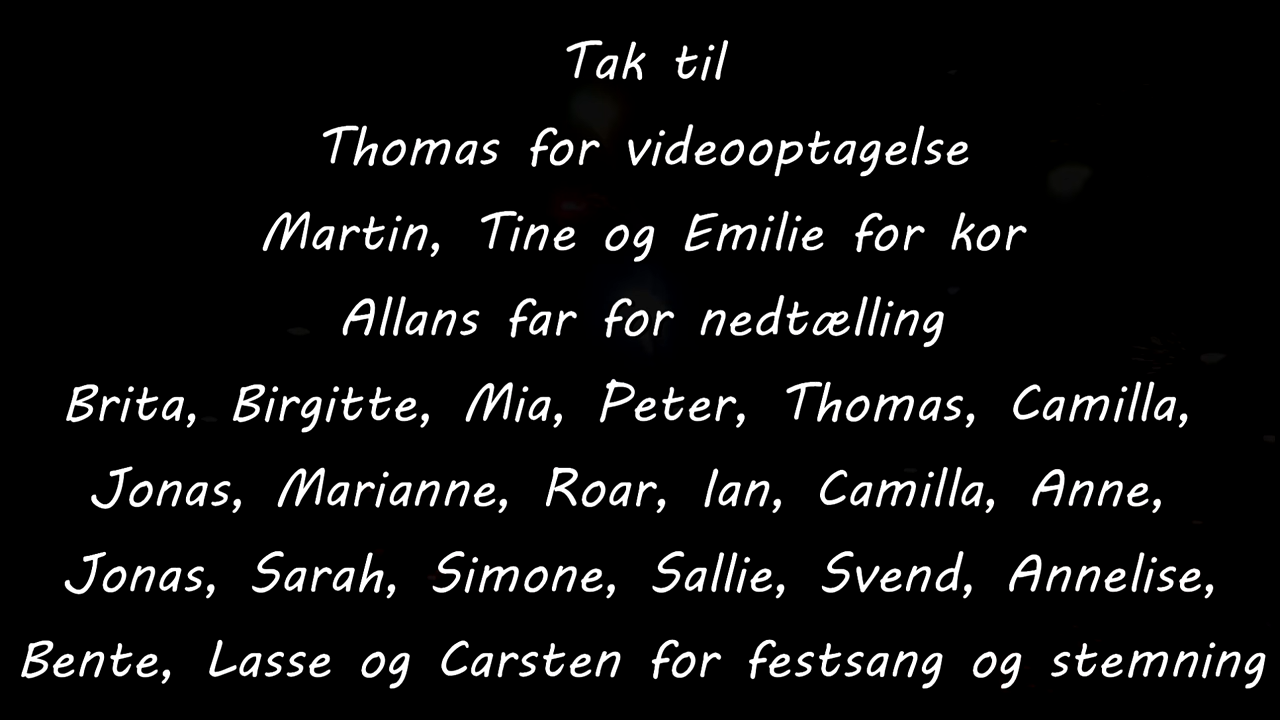 Tak til
Thomas for videooptagelse
Martin, Tine og Emilie for kor
Allans far for nedtælling
Brita, Birgitte, Mia, Peter, Thomas, Camilla,
Jonas, Marianne, Roar, Ian, Camilla, Anne,
Jonas, Sarah, Simone, Sallie, Svend, Annelise,
Bente, Lasse og Carsten for festsang og stemning